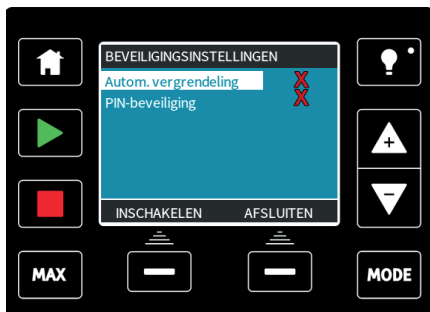 BEVEILIGINGSINSTELLINGEN
Autom. vergrendeling X
PIN-beveiliging X
INSCHAKELEN AFSLUITEN
MAX MODE